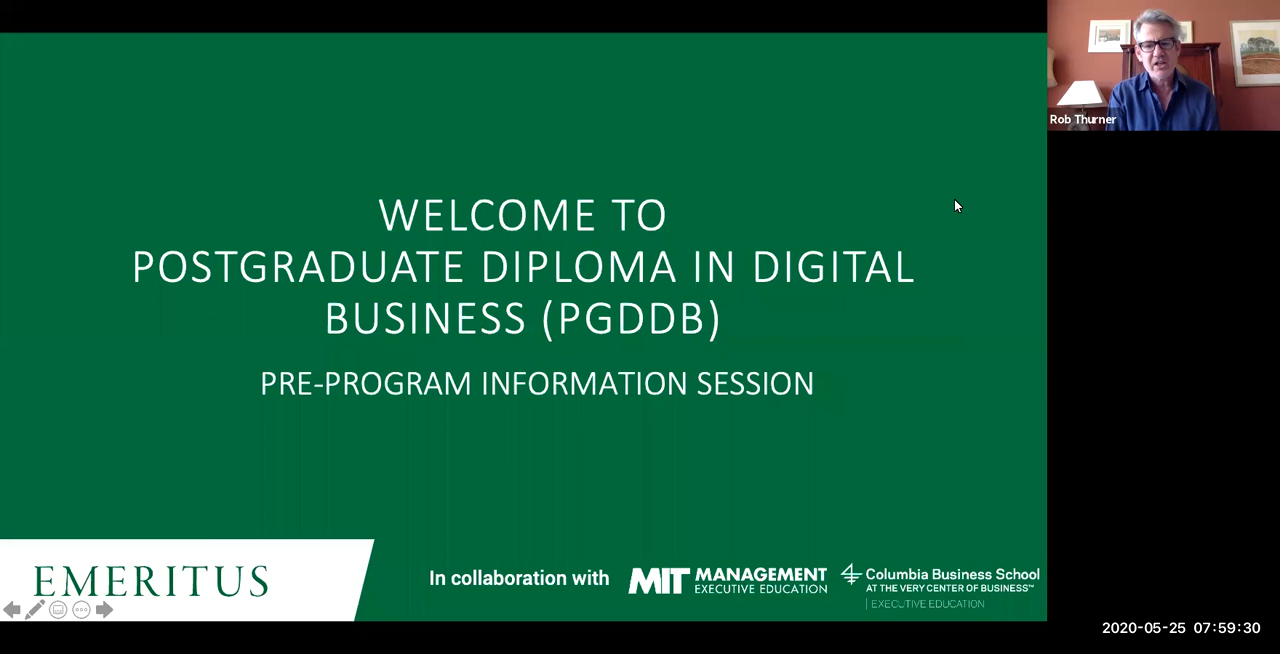 WELCOME TO
POSTGRADUATE DIPLOMA IN DIGITAL
BUSINESS (PGDDB)
PRE-PROGRAM INFORMATION SESSION
EMERITUS
In collaboration with
MIT MANAGEMENT
EXECUTIVE EDUCATION
Columbia Business School
AT THE VERY CENTER OF BUSINESS™
EXECUTIVE EDUCATION
Rob Thurner
2020-05-25 07:59:30